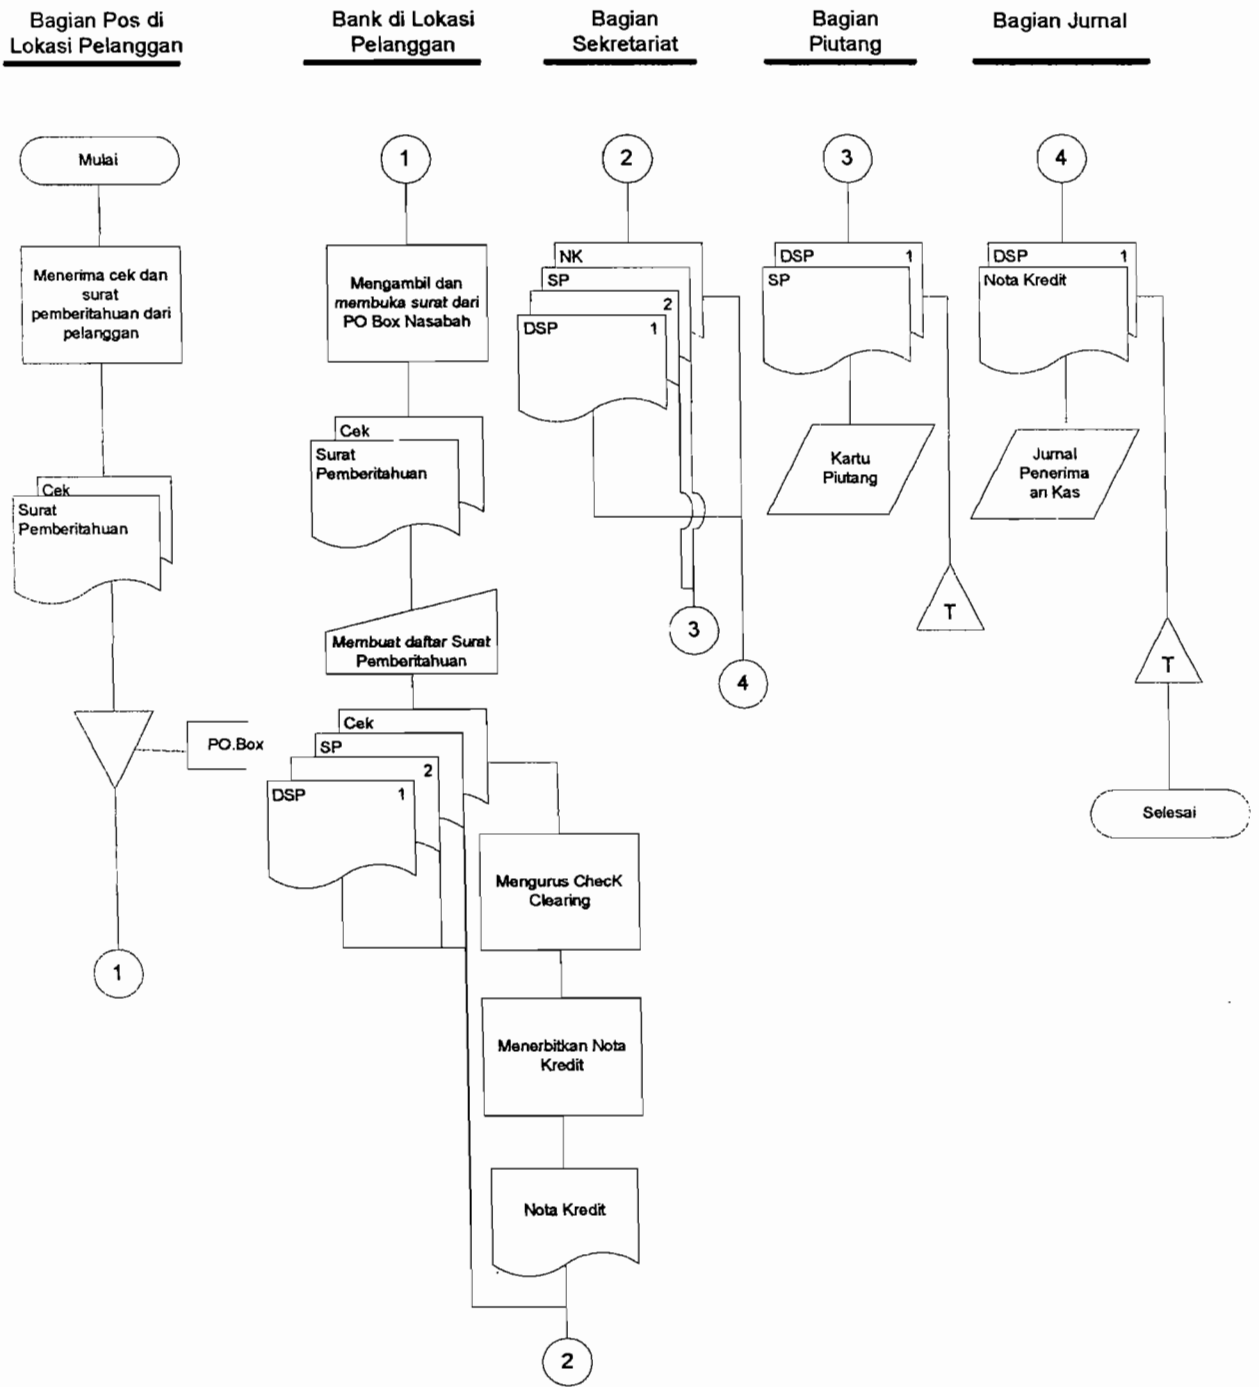 Bagian Pos di
Lokasi Pelanggan
Bank di Lokasi
Pelanggan
Bagian
Sekretariat
Bagian
Piutang
Bagian Jurnal
Mulai
Menerima cek dan
surat
pemberitahuan dari
pelanggan
Cek
Surat
Pemberitahuan
PO.Box
1
1
Mengambil dan
membuka surat dari
PO Box Nasabah
Cek
Surat
Pemberitahuan
Membuat daftar Surat
Pemberitahuan
Cek
SP
2
DSP 1
Mengurus ChecK
Clearing
Menerbitkan Nota
Kredit
Nota Kredit
2
2
NK
SP
2
DSP 1
3
4
3
DSP 1
SP
Kartu
Piutang
T
4
DSP 1
Nota Kredit
Jurnal
Penerima
an Kas
T
Selesai